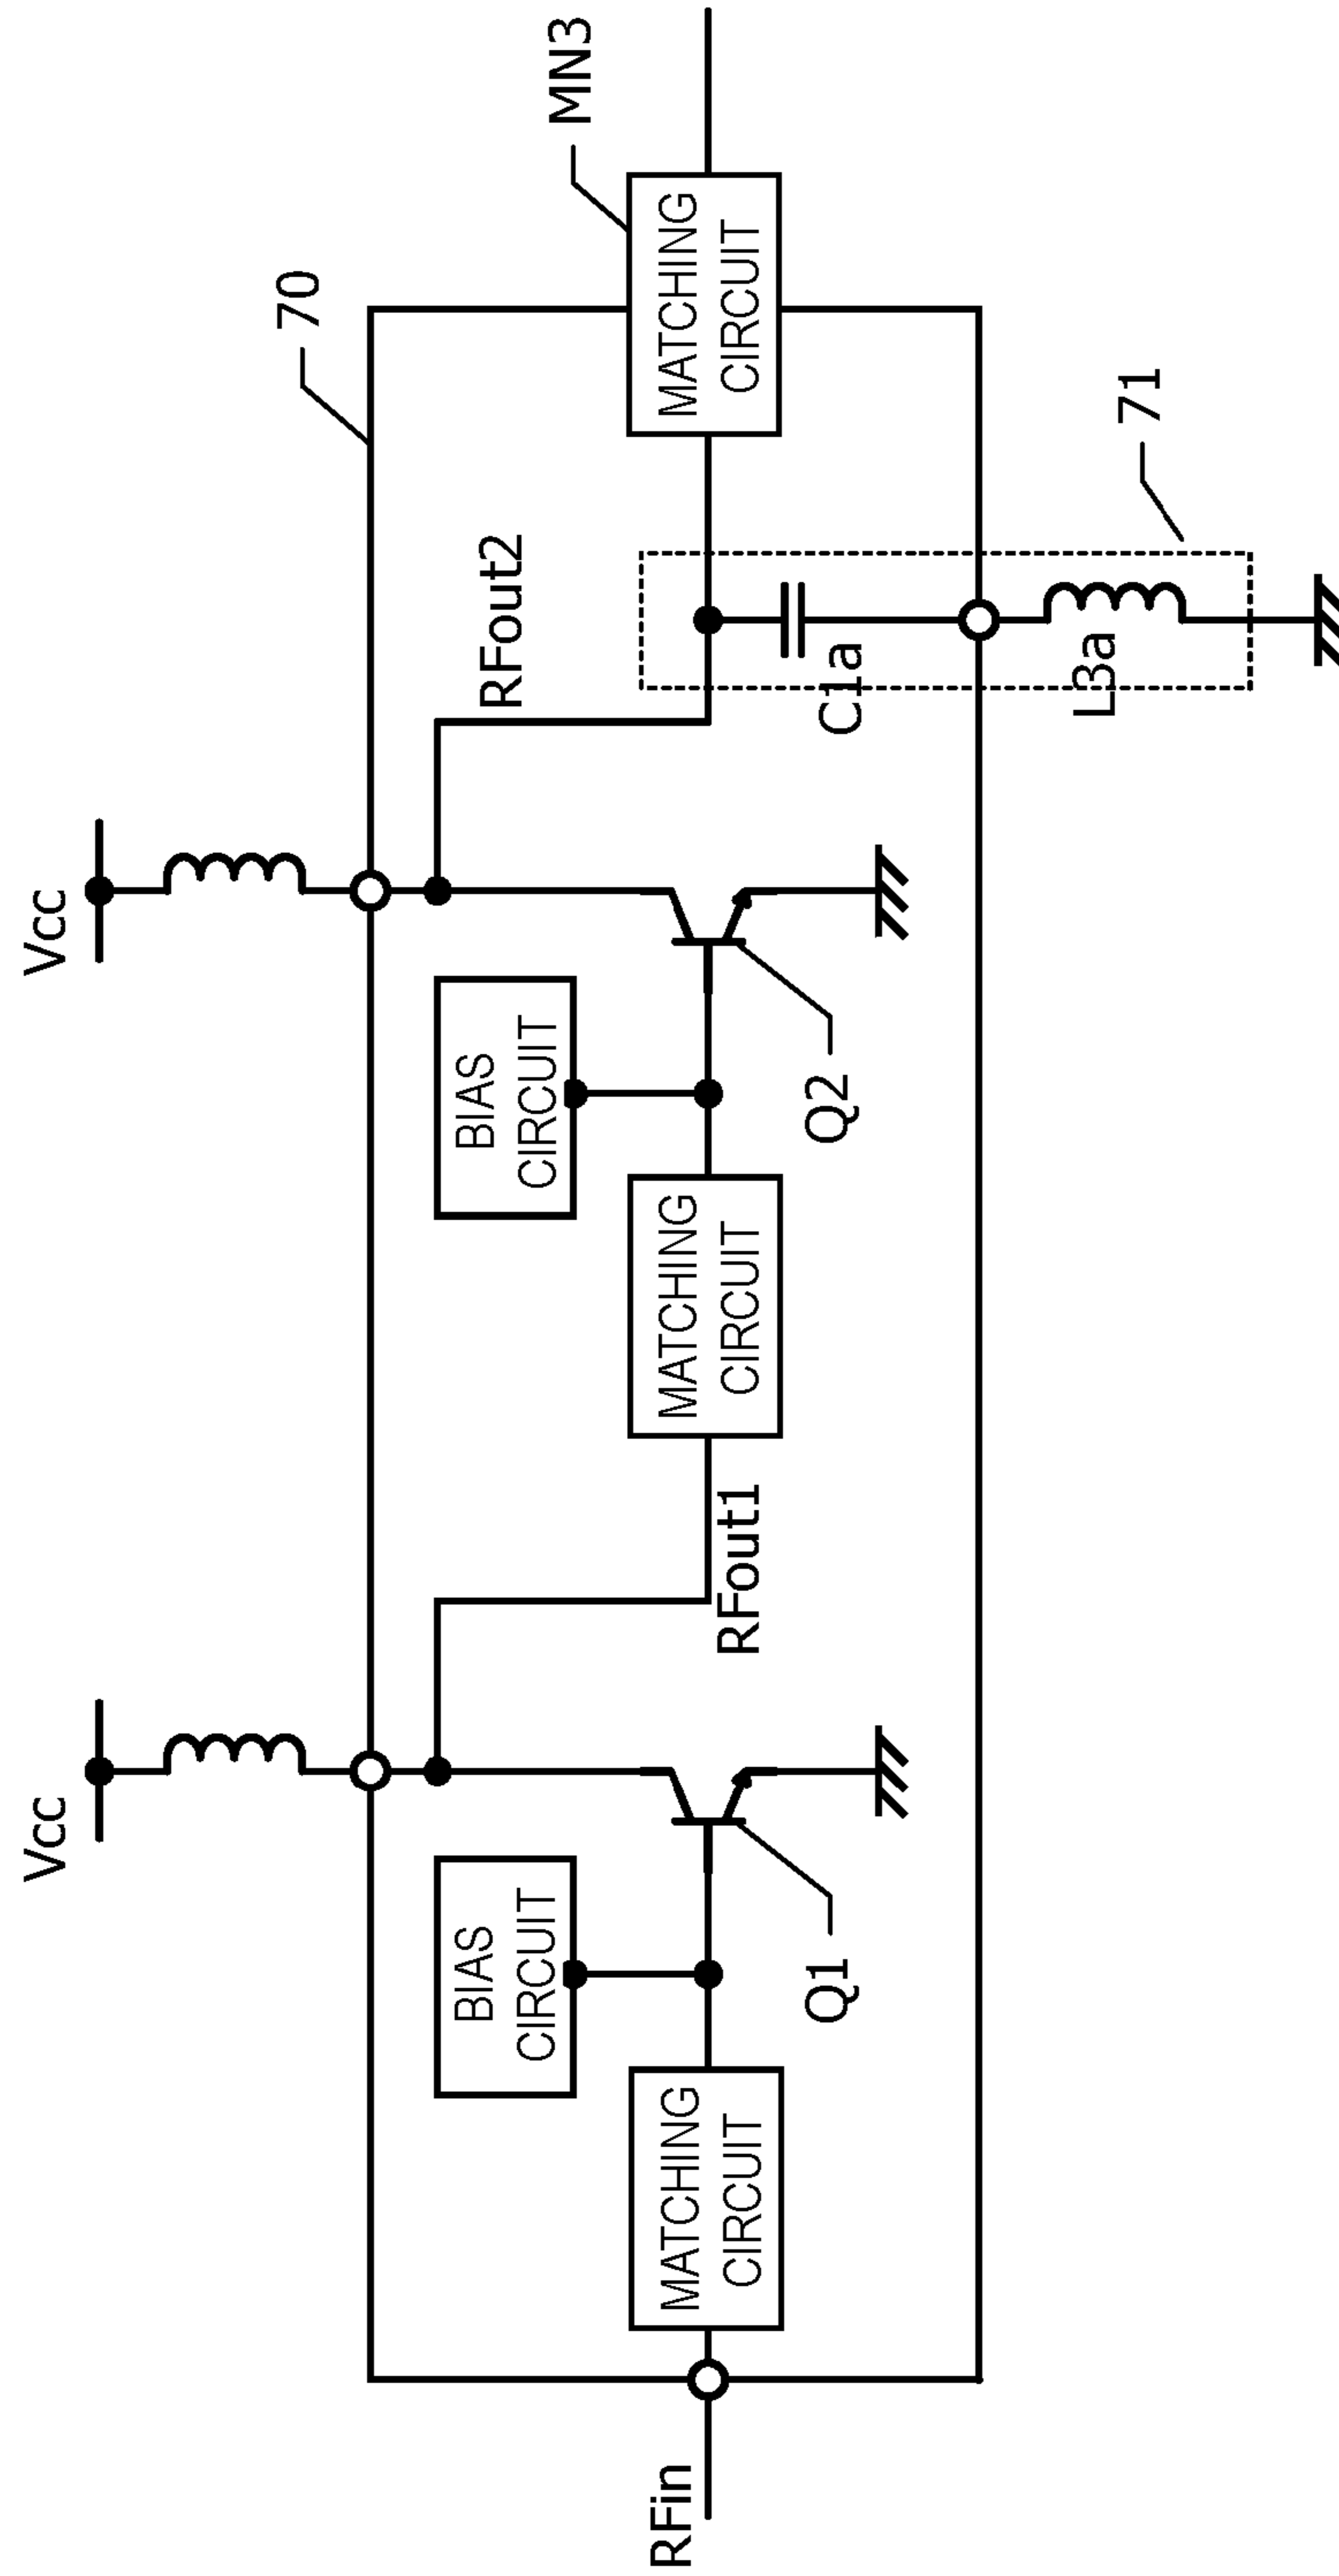 Vcc
Vcc
70
BIAS
CIRCUIT
BIAS
CIRCUIT
RFout2
MN3
RFin
MATCHING
CIRCUIT
MATCHING
CIRCUIT
MATCHING
CIRCUIT
RFout1
Q1
Q2
C1a
L3a
71